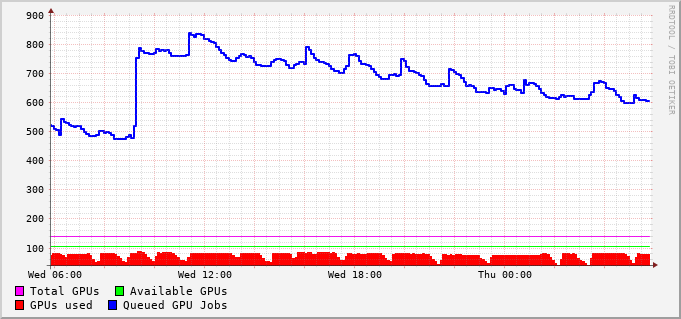 900
800
700
600
500
400
300
200
100
Wed 06:00 Wed 12:00 Wed 18:00 Thu 00:00
Total GPUs Available GPUs
GPUs used Queued GPU Jobs
RRDTOOL / TOBI OETIKER